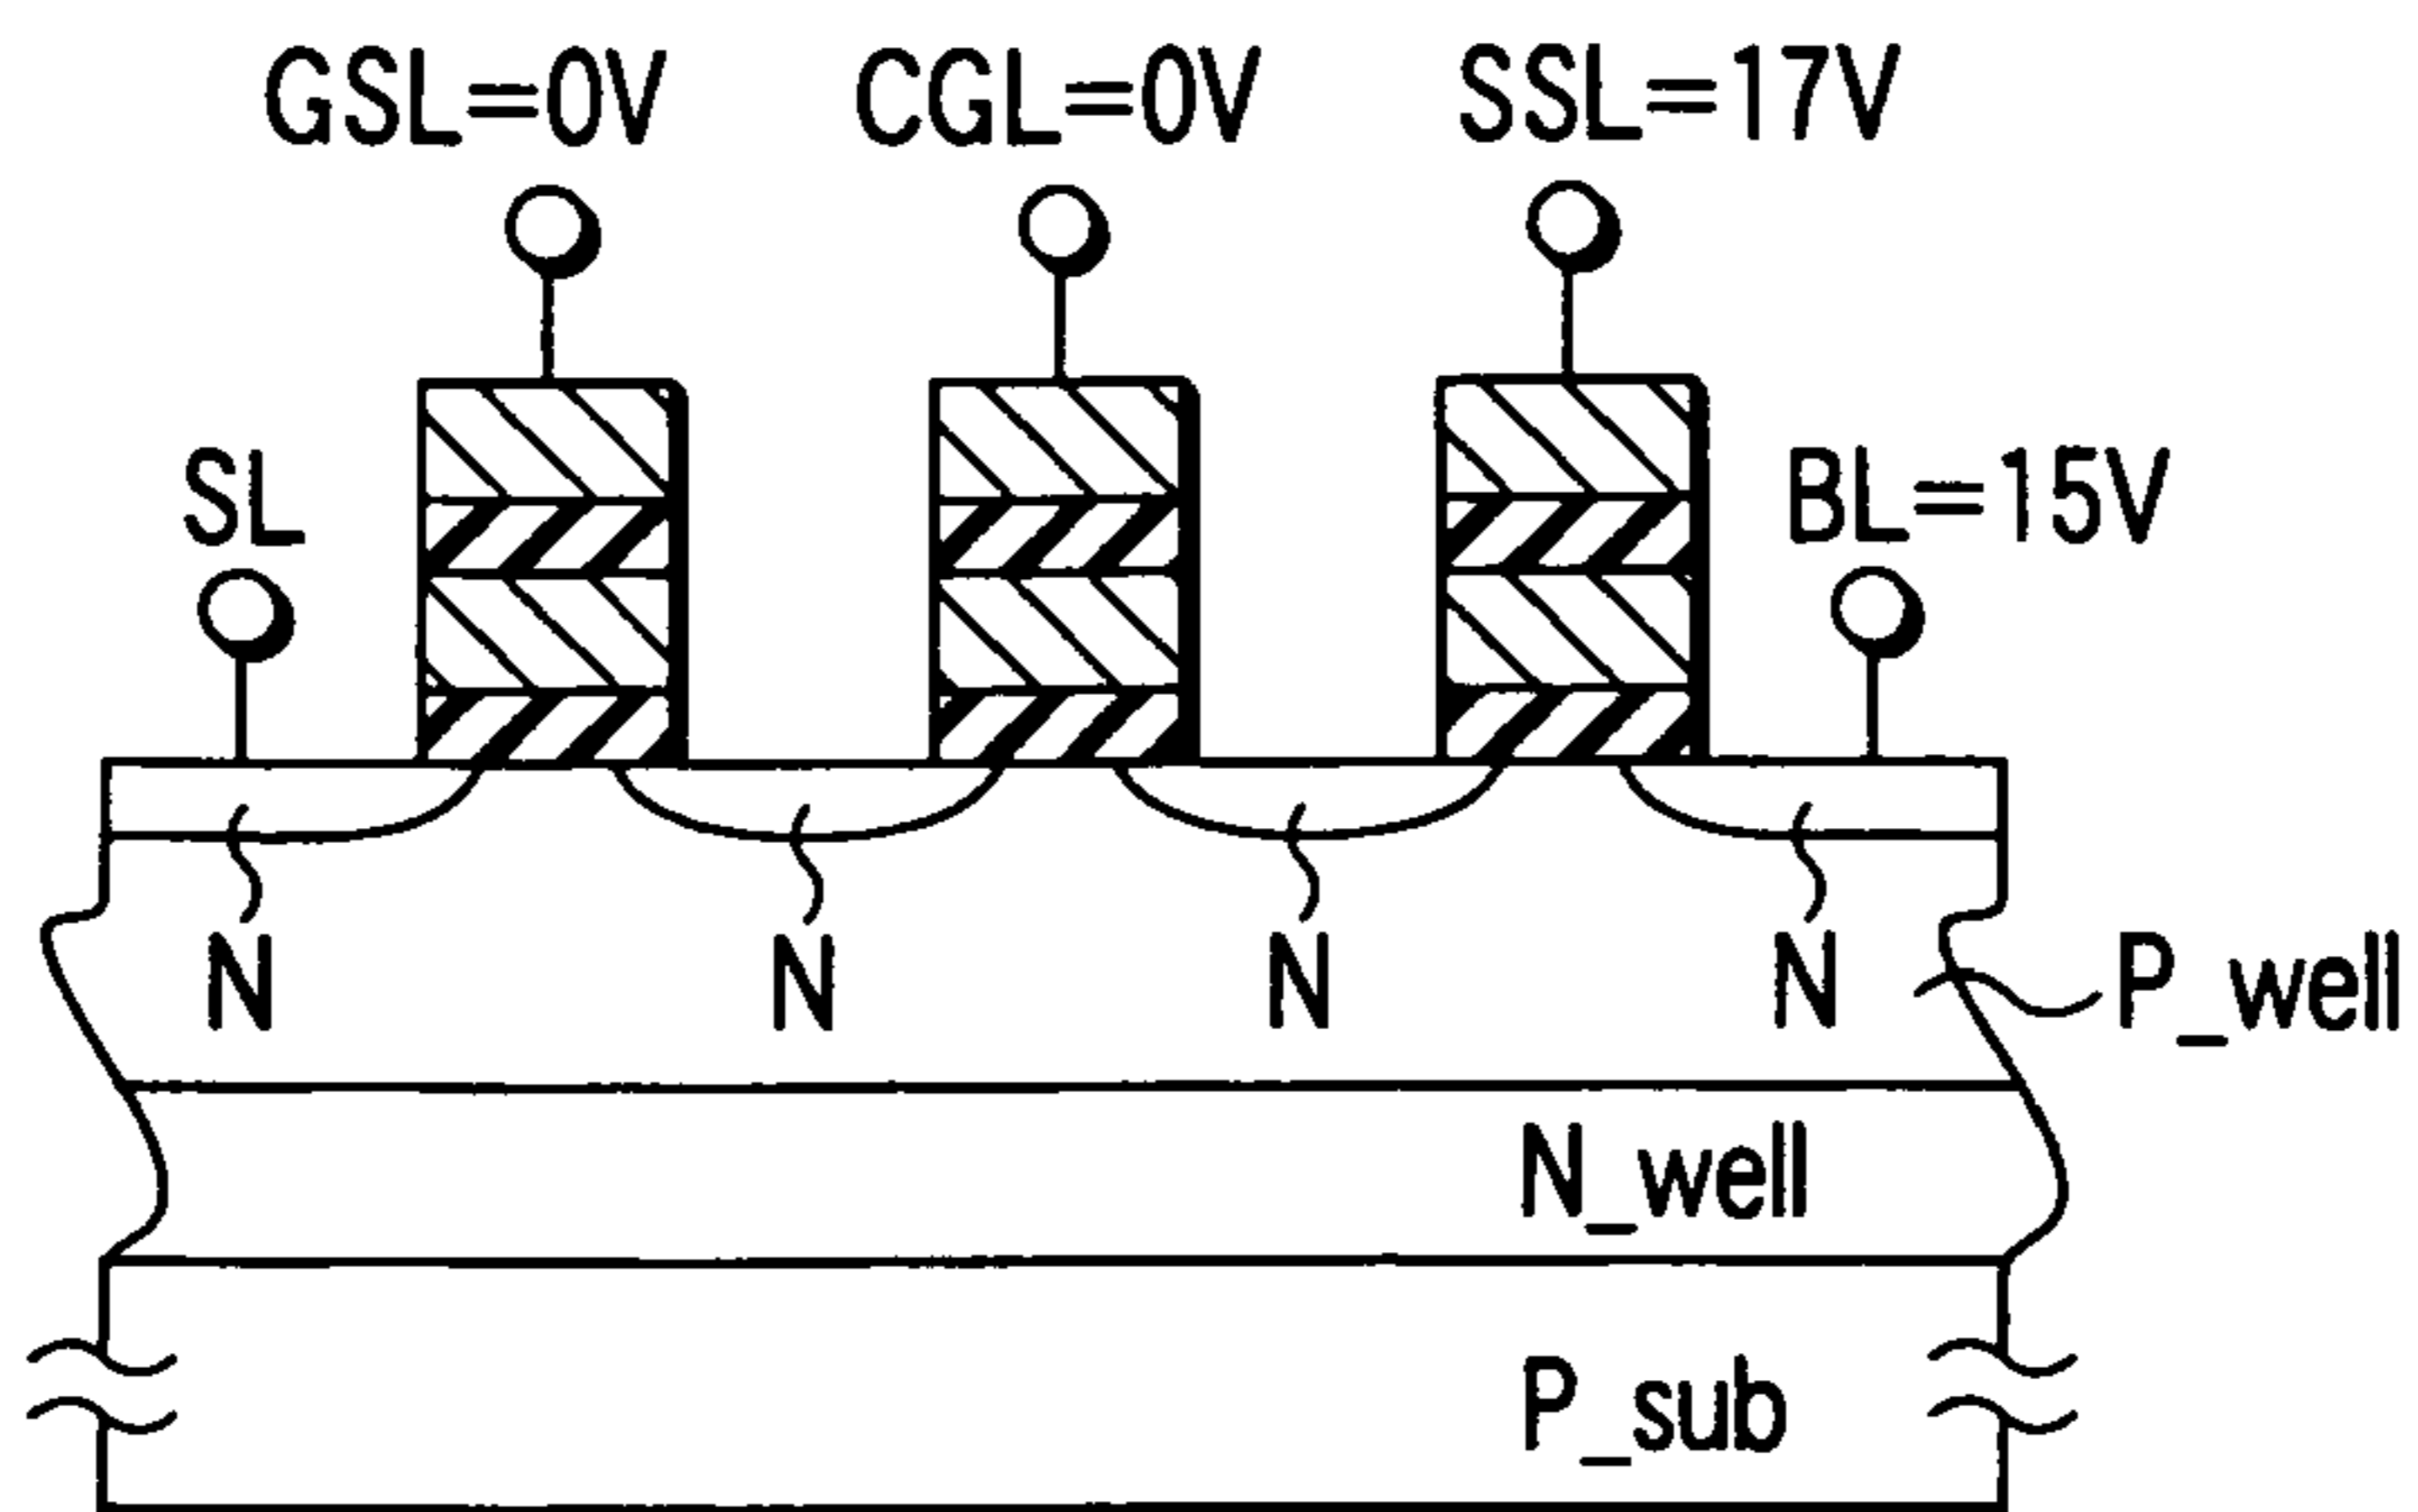 GSL=0V CGL=0V SSL=17V
SL BL=15V
N N N N P_well
N_well
P_sub